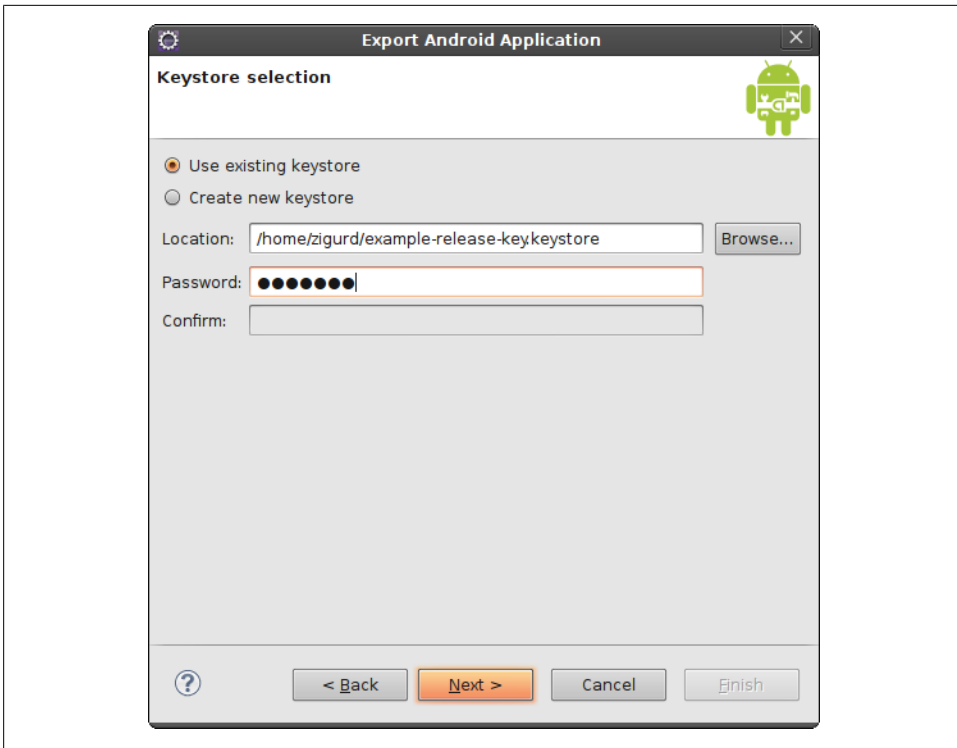 Export Android Application
Keystore selection
Use existing keystore
Create new keystore
Location: /home/zigurd/example-release-key.keystore Browse...
Password: ●●●●●●●
Confirm:
? < Back Next > Cancel Finish